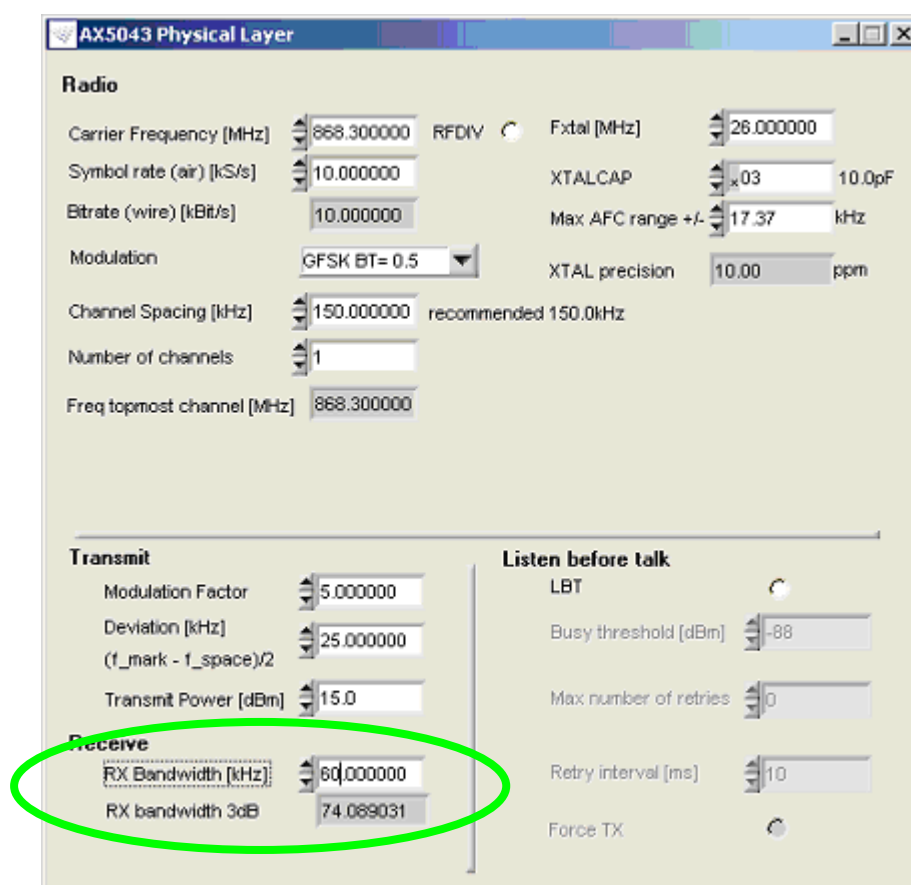 AX5043 Physical Layer
Radio
Carrier Frequency [MHz] 868.300000 RFDIV Fxtal [MHz] 26.000000
Symbol rate (air) [kS/s] 10.000000 XTALCAP x03 10.0pF
Bitrate (wire) [kBit/s] 10.000000 Max AFC range +/- 17.37 kHz
Modulation GFSK BT= 0.5 XTAL precision 10.00 ppm
Channel Spacing [kHz] 150.000000 recommended 150.0kHz
Number of channels 1
Freq topmost channel [MHz] 868.300000
Transmit
Modulation Factor 5.000000
Deviation [kHz] 25.000000
(f_mark - f_space)/2
Transmit Power [dBm] 15.0
Receive
RX Bandwidth [kHz] 60.000000
RX bandwidth 3dB 74.089031
Listen before talk
LBT
Busy threshold [dBm] -88
Max number of retries 0
Retry interval [ms] 10
Force TX